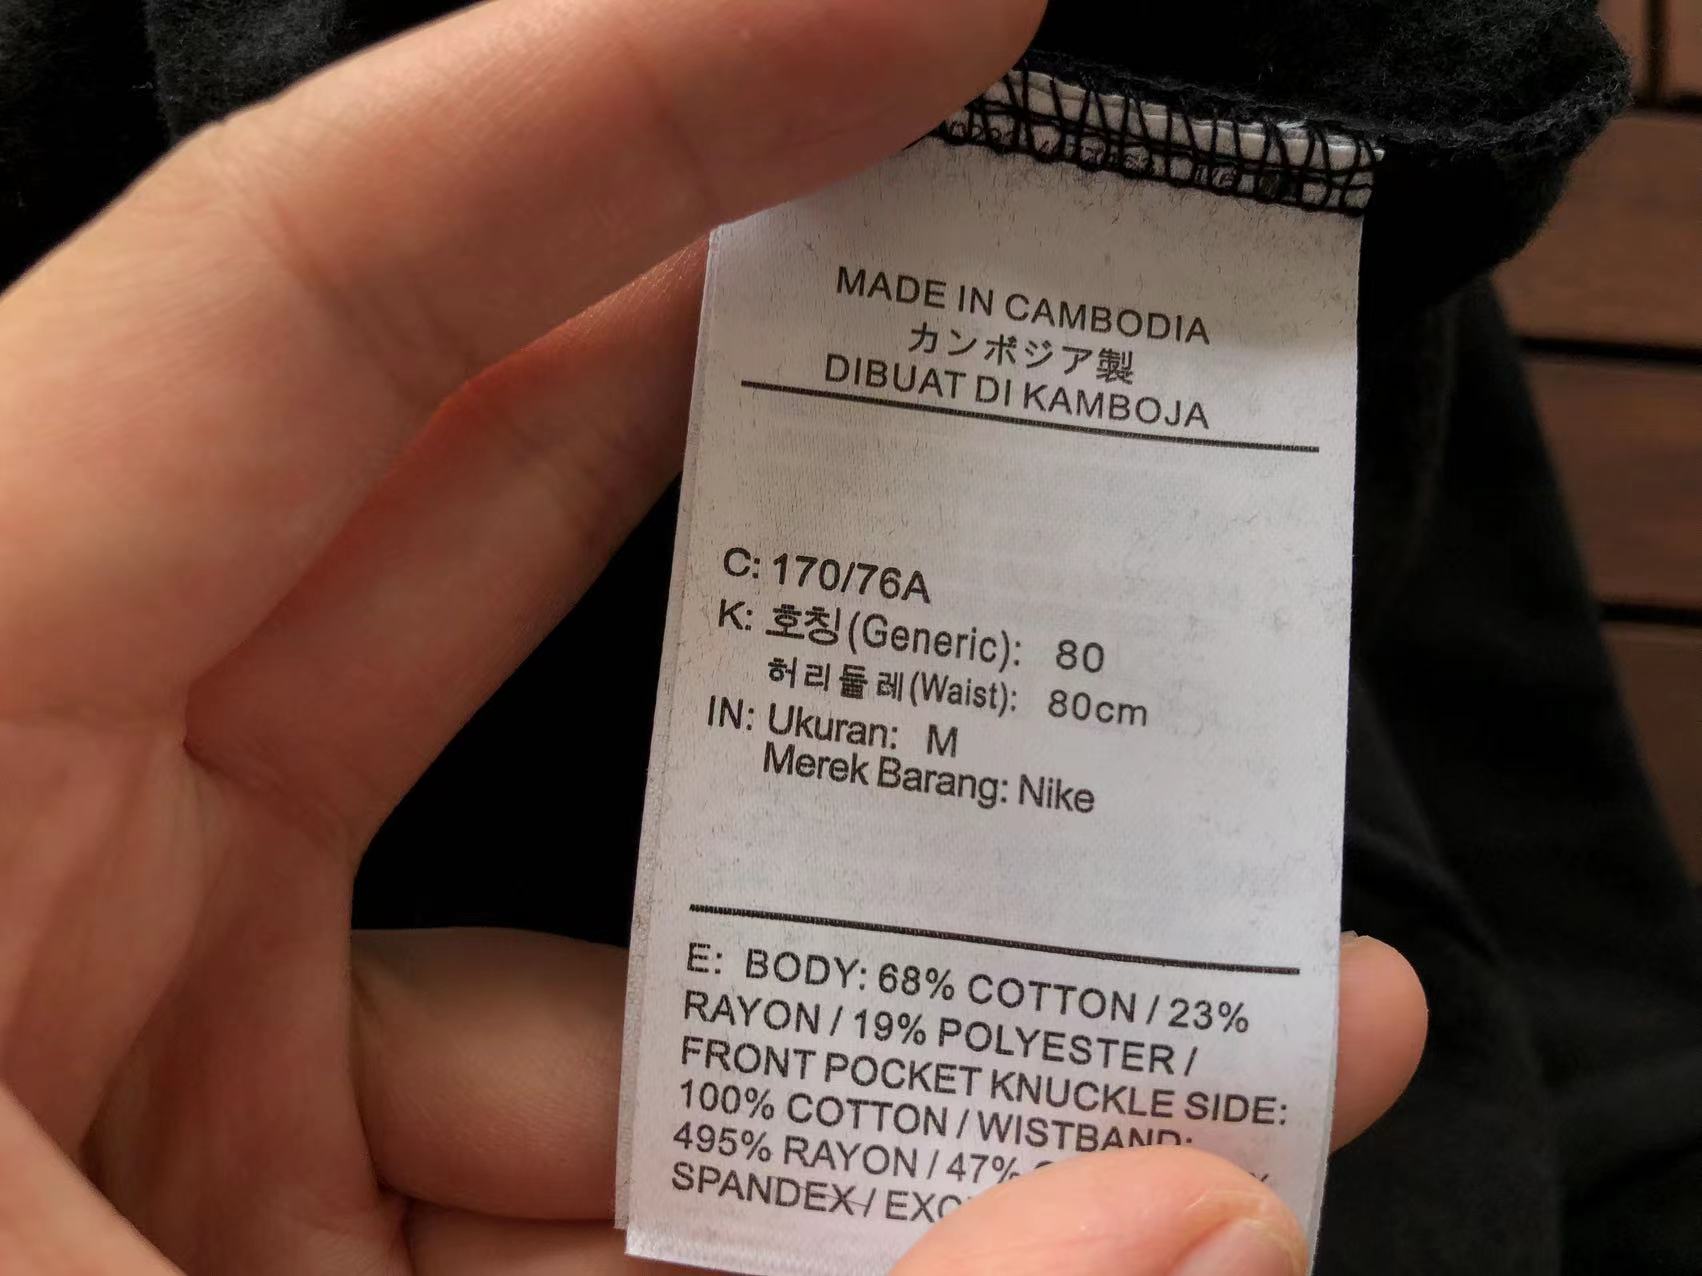 MADE IN CAMBODIA
カンボジア製
DIBUAT DI KAMBOJA
C: 170/76A
K: 호칭(Generic): 80
허리둘레(Waist): 80cm
IN: Ukuran: M
Merek Barang: Nike
E: BODY: 68% COTTON / 23%
RAYON / 19% POLYESTER /
FRONT POCKET KNUCKLE SIDE:
100% COTTON / WISTBAND:
495% RAYON / 47%
SPANDEX /